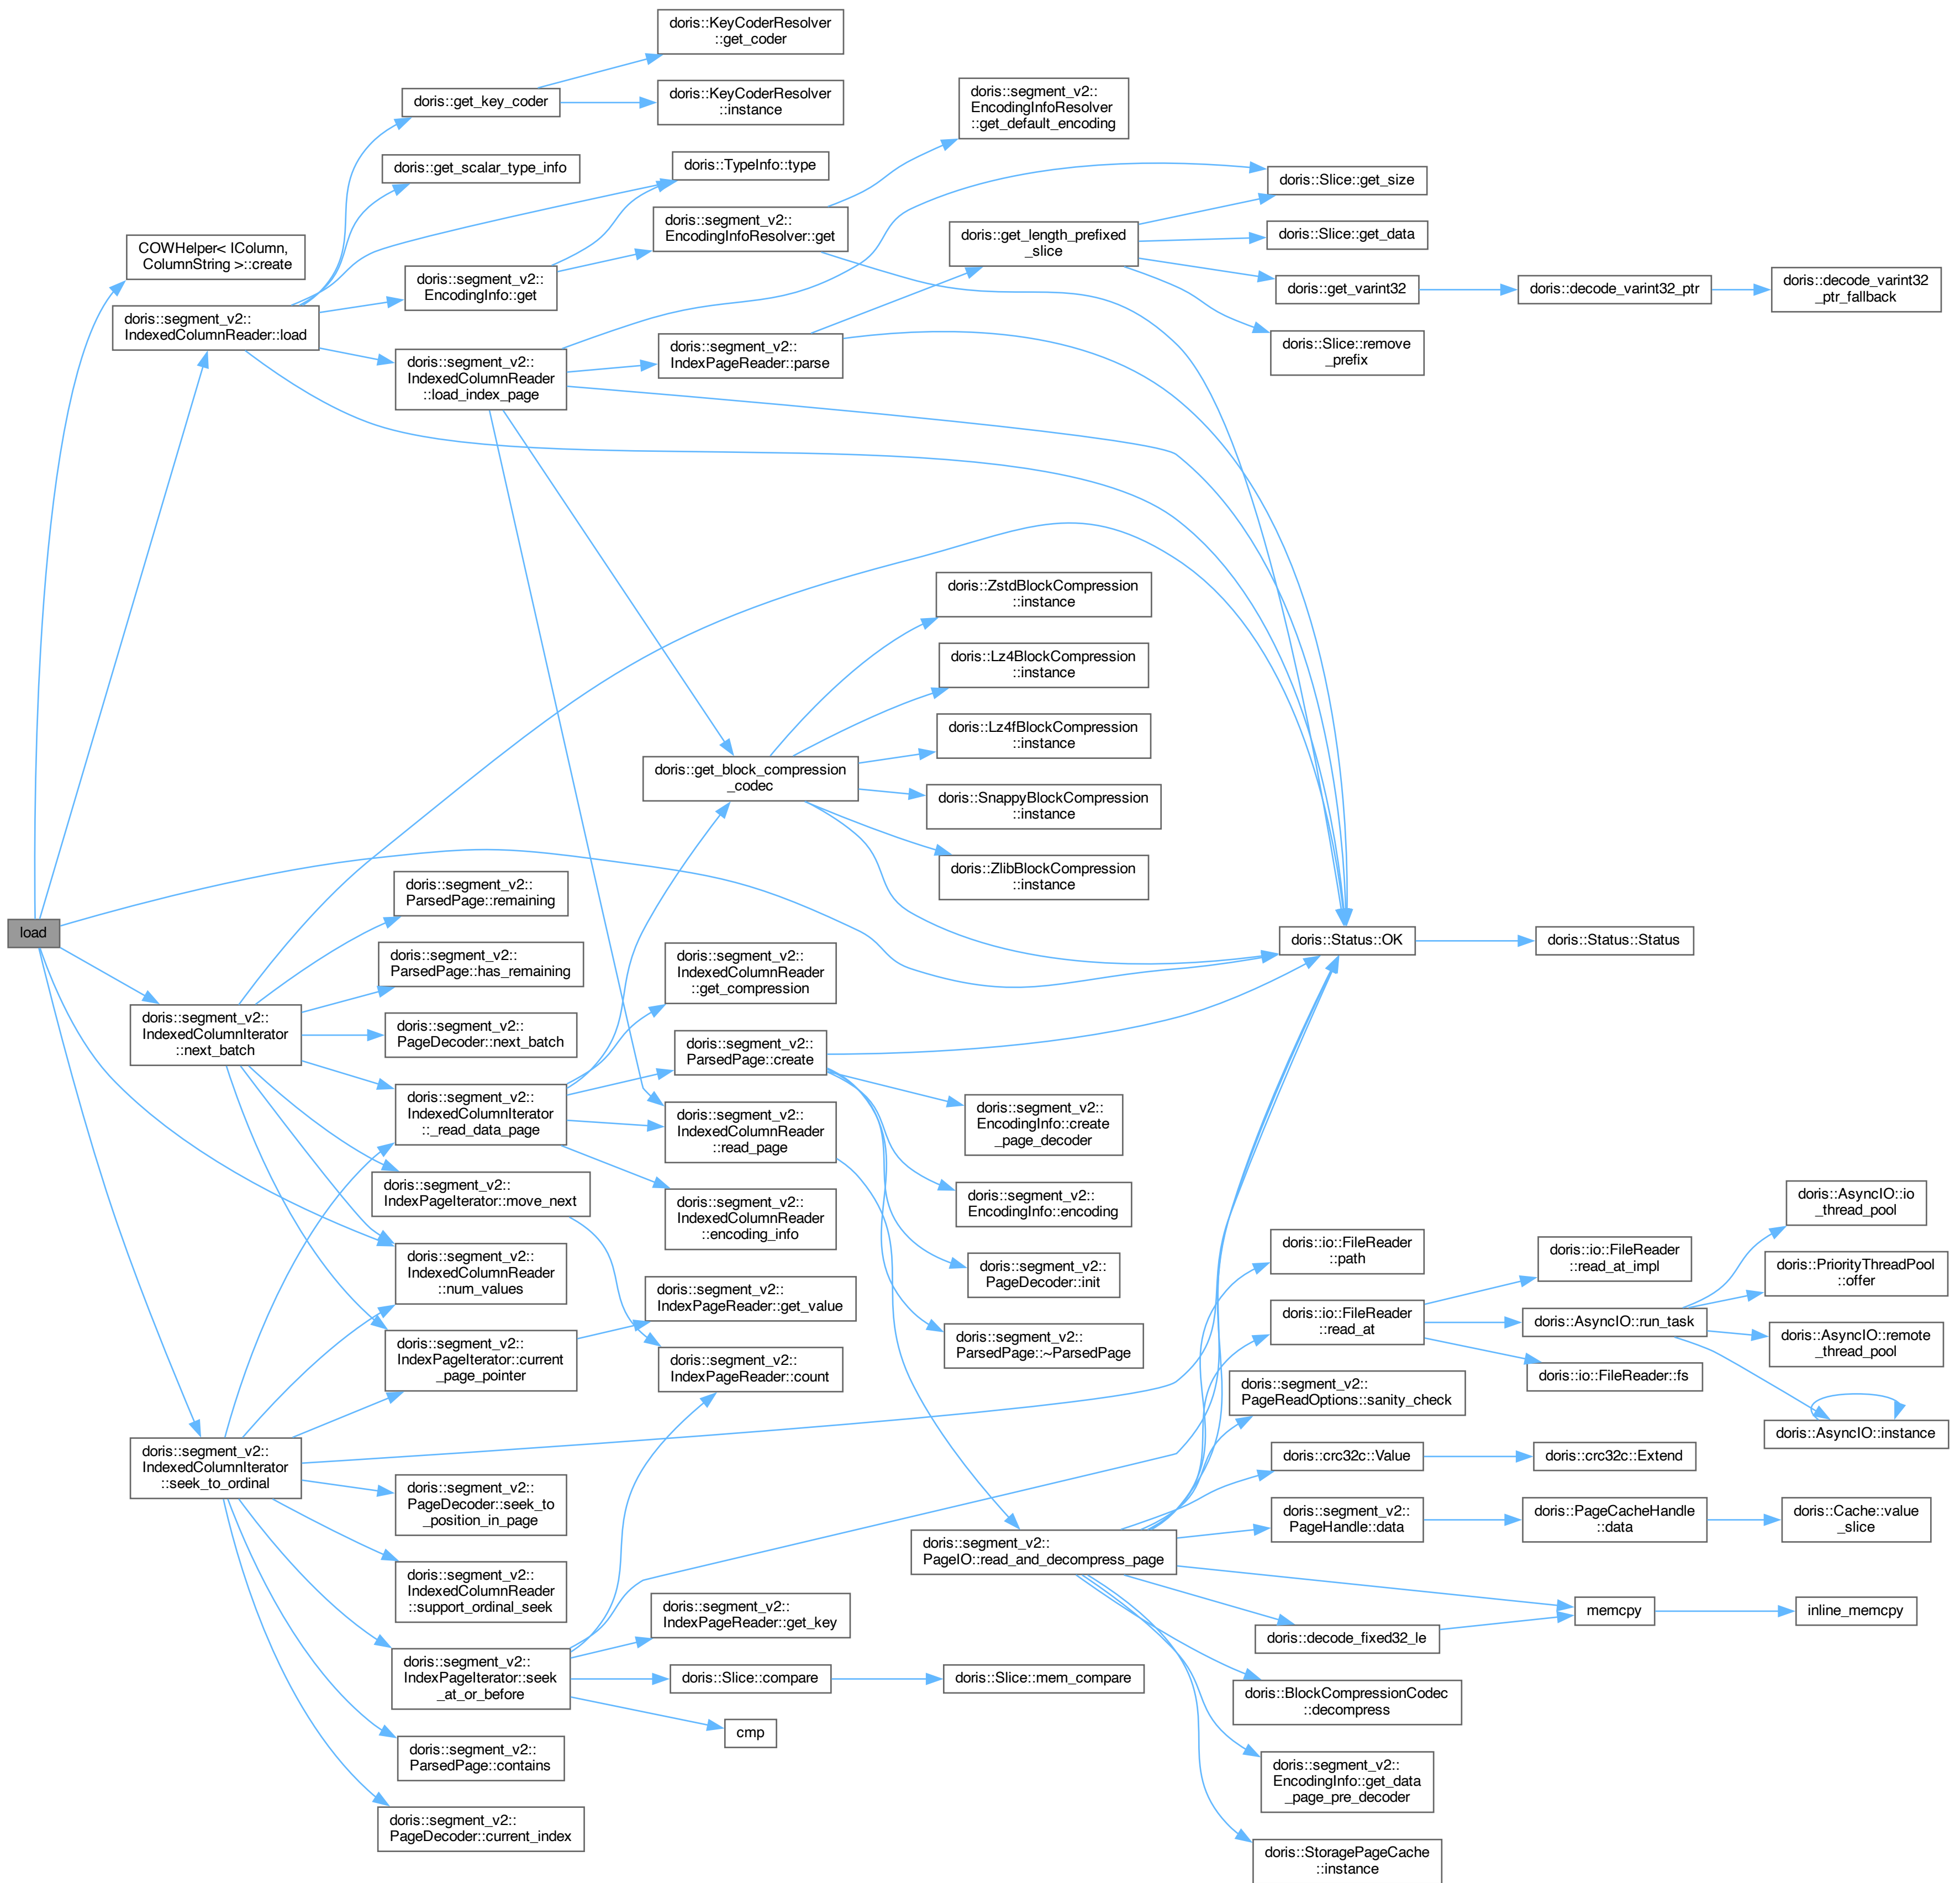 doris::KeyCoderResolver
::get_coder
doris::get_key_coder
doris::KeyCoderResolver
::instance
doris::segment_v2::
EncodingInfoResolver
::get_default_encoding
doris::get_scalar_type_info
doris::TypeInfo::type
doris::Slice::get_size
COWHelper< IColumn,
ColumnString >::create
doris::segment_v2::
EncodingInfoResolver::get
doris::get_length_prefixed
_slice
doris::Slice::get_data
doris::segment_v2::
EncodingInfo::get
doris::get_varint32
doris::decode_varint32_ptr
doris::decode_varint32
_ptr_fallback
doris::segment_v2::
IndexedColumnReader::load
doris::segment_v2::
IndexedColumnReader
::load_index_page
doris::segment_v2::
IndexPageReader::parse
doris::Slice::remove
_prefix
doris::ZstdBlockCompression
::instance
doris::Lz4BlockCompression
::instance
doris::Lz4fBlockCompression
::instance
doris::get_block_compression
_codec
doris::SnappyBlockCompression
::instance
doris::ZlibBlockCompression
::instance
doris::segment_v2::
ParsedPage::remaining
load
doris::Status::OK
doris::Status::Status
doris::segment_v2::
ParsedPage::has_remaining
doris::segment_v2::
IndexedColumnReader
::get_compression
doris::segment_v2::
IndexedColumnIterator
::next_batch
doris::segment_v2::
PageDecoder::next_batch
doris::segment_v2::
ParsedPage::create
doris::segment_v2::
IndexedColumnIterator
::_read_data_page
doris::segment_v2::
IndexedColumnReader
::read_page
doris::segment_v2::
EncodingInfo::create
_page_decoder
doris::segment_v2::
IndexPageIterator::move_next
doris::segment_v2::
IndexedColumnReader
::encoding_info
doris::segment_v2::
EncodingInfo::encoding
doris::AsyncIO::io
_thread_pool
doris::segment_v2::
IndexedColumnReader
::num_values
doris::segment_v2::
PageDecoder::init
doris::io::FileReader
::path
doris::io::FileReader
::read_at_impl
doris::PriorityThreadPool
::offer
doris::segment_v2::
IndexPageReader::get_value
doris::io::FileReader
::read_at
doris::AsyncIO::run_task
doris::AsyncIO::remote
_thread_pool
doris::segment_v2::
IndexPageIterator::current
_page_pointer
doris::segment_v2::
ParsedPage::~ParsedPage
doris::segment_v2::
IndexPageReader::count
doris::io::FileReader::fs
doris::segment_v2::
PageReadOptions::sanity_check
doris::AsyncIO::instance
doris::segment_v2::
IndexedColumnIterator
::seek_to_ordinal
doris::crc32c::Value
doris::crc32c::Extend
doris::segment_v2::
PageDecoder::seek_to
_position_in_page
doris::segment_v2::
PageHandle::data
doris::PageCacheHandle
::data
doris::Cache::value
_slice
doris::segment_v2::
PageIO::read_and_decompress_page
doris::segment_v2::
IndexedColumnReader
::support_ordinal_seek
memcpy
inline_memcpy
doris::segment_v2::
IndexPageReader::get_key
doris::decode_fixed32_le
doris::segment_v2::
IndexPageIterator::seek
_at_or_before
doris::Slice::compare
doris::Slice::mem_compare
doris::BlockCompressionCodec
::decompress
cmp
doris::segment_v2::
ParsedPage::contains
doris::segment_v2::
EncodingInfo::get_data
_page_pre_decoder
doris::segment_v2::
PageDecoder::current_index
doris::StoragePageCache
::instance